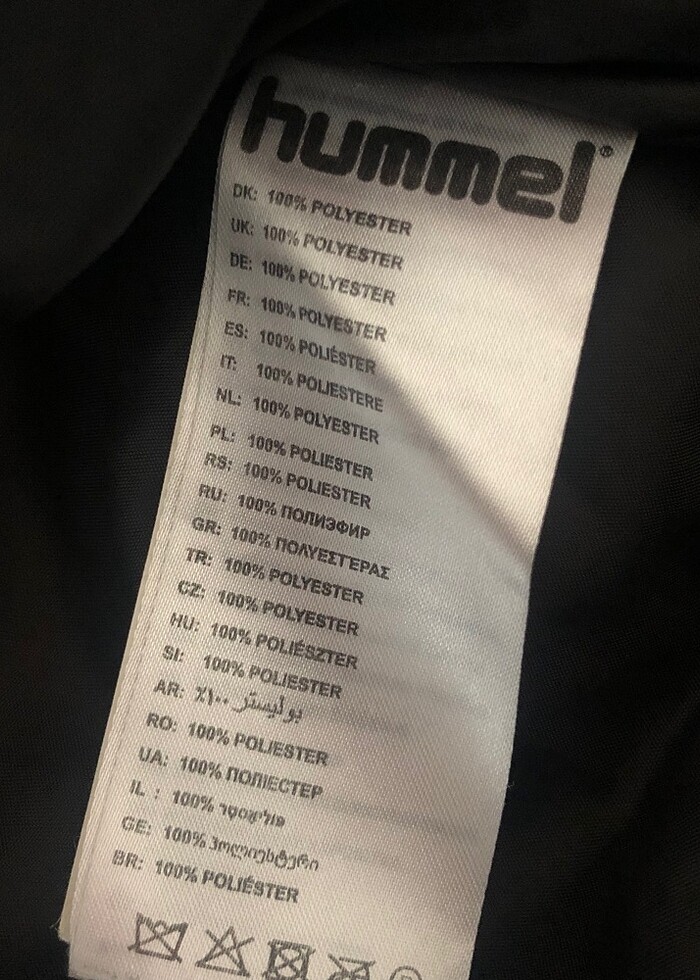 hummel®
DK: 100% POLYESTER
UK: 100% POLYESTER
DE: 100% POLYESTER
FR: 100% POLYESTER
ES: 100% POLIÉSTER
IT: 100% POLIESTERE
NL: 100% POLYESTER
PL: 100% POLIESTER
RS: 100% POLIESTER
RU: 100% ПОЛИЭФИР
GR: 100% ΠΟΛΥΕΣΤΕΡΑΣ
TR: 100% POLYESTER
CZ: 100% POLYESTER
HU: 100% POLIÉSZTER
SI: 100% POLIESTER
AR: بوليستر ١٠٠٪
RO: 100% POLIESTER
UA: 100% ПОЛІЕСТЕР
IL : 100% פוליאסטר
GE: 100% პოლიესტერი
BR: 100% POLIÉSTER